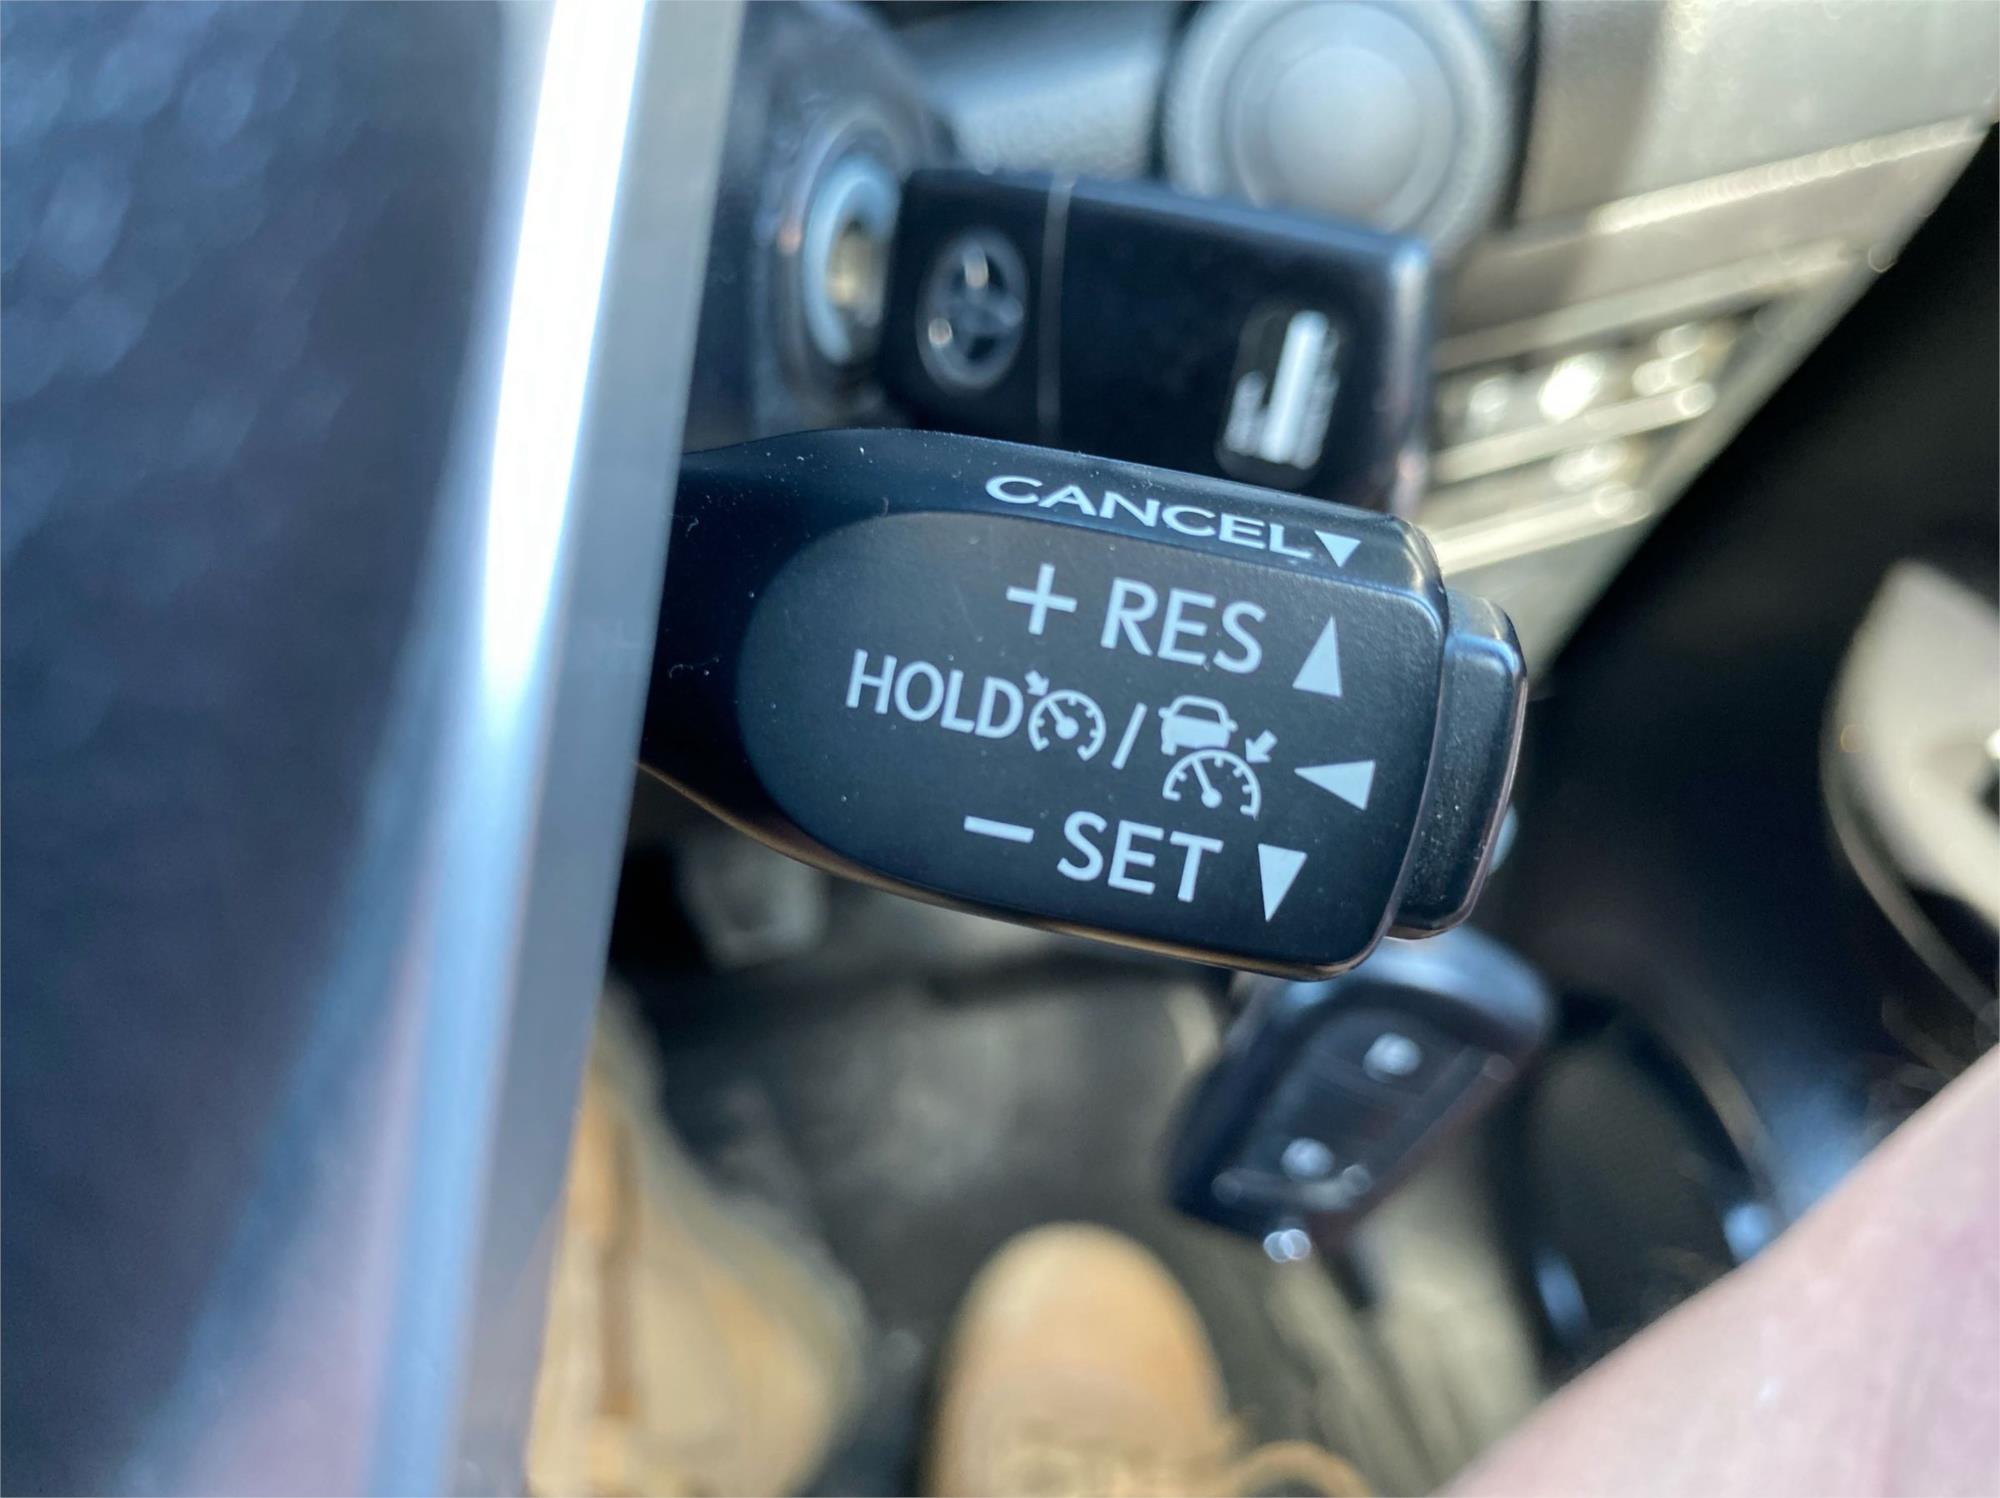 CANCEL
+ RES
HOLD /
- SET